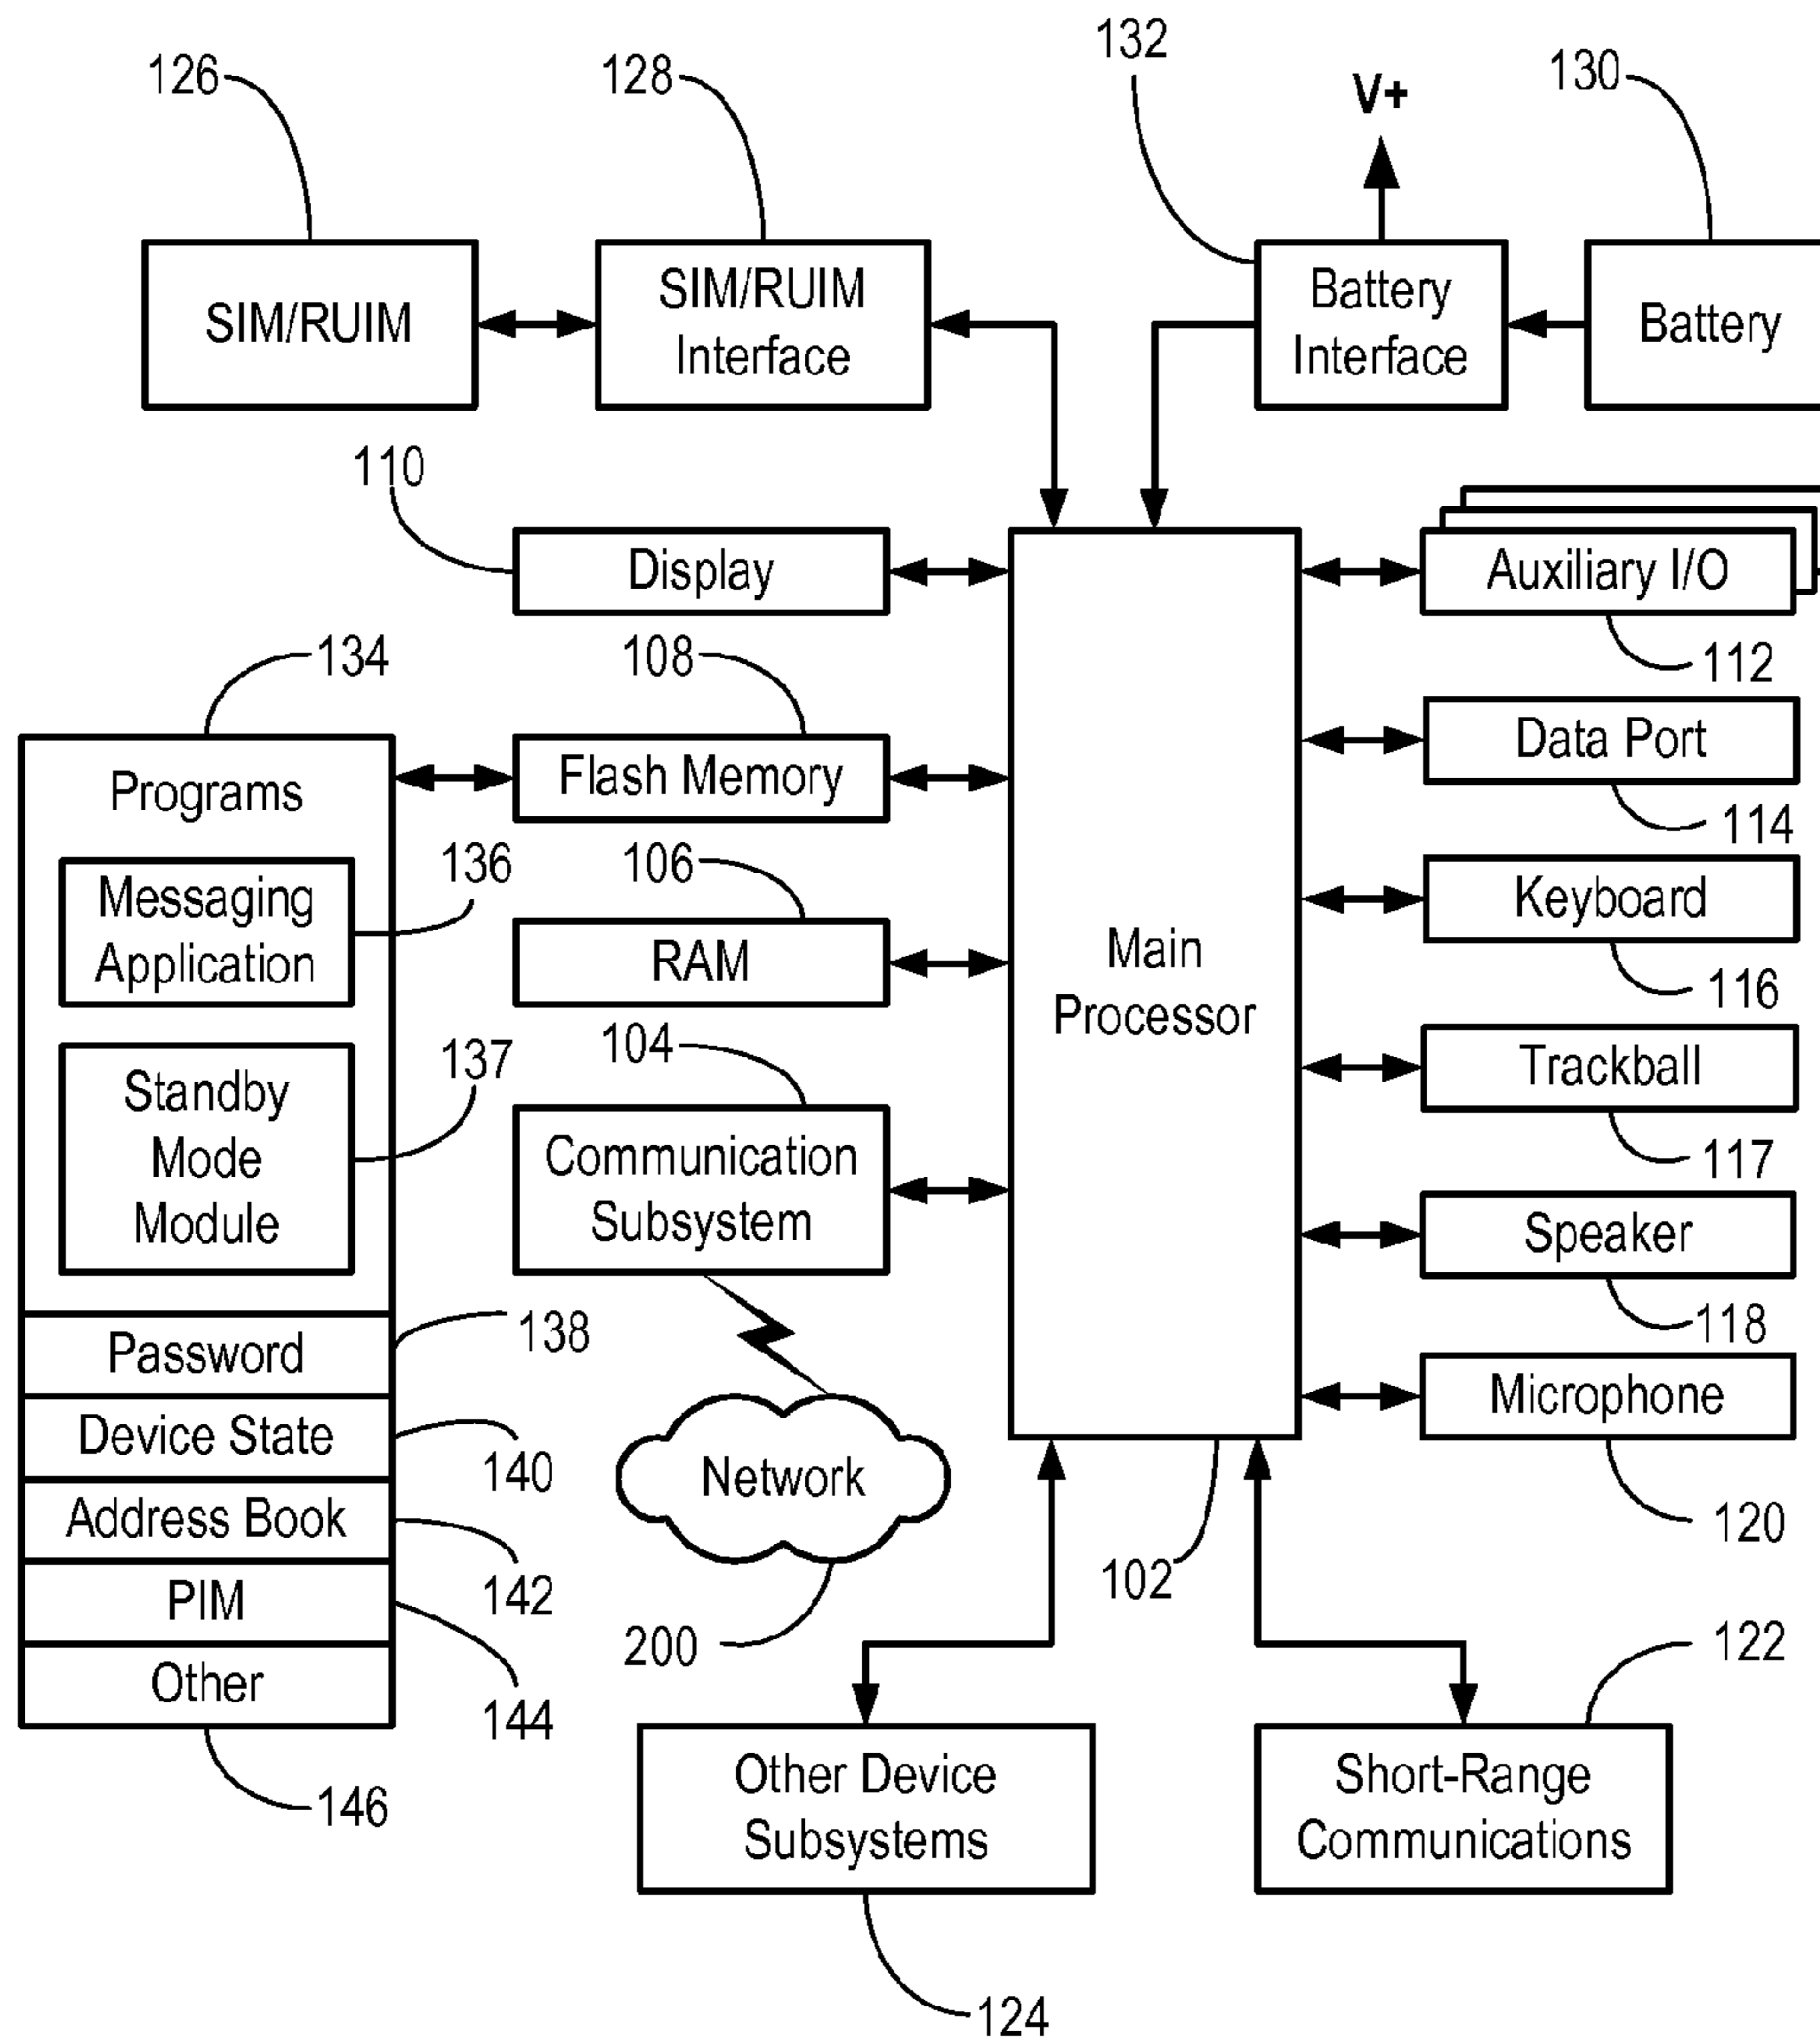 126
128
132
V+
130
SIM/RUIM
SIM/RUIM
Interface
Battery
Interface
Battery
110
Display
Auxiliary I/O
112
134
108
Programs
Flash Memory
Data Port
114
Messaging
Application
136
106
RAM
Main
Processor
Keyboard
116
Standby
Mode
Module
137
104
Communication
Subsystem
Trackball
117
Speaker
118
Password
138
Device State
140
Address Book
142
PIM
144
Other
146
Network
200
102
Microphone
120
122
Other Device
Subsystems
124
Short-Range
Communications